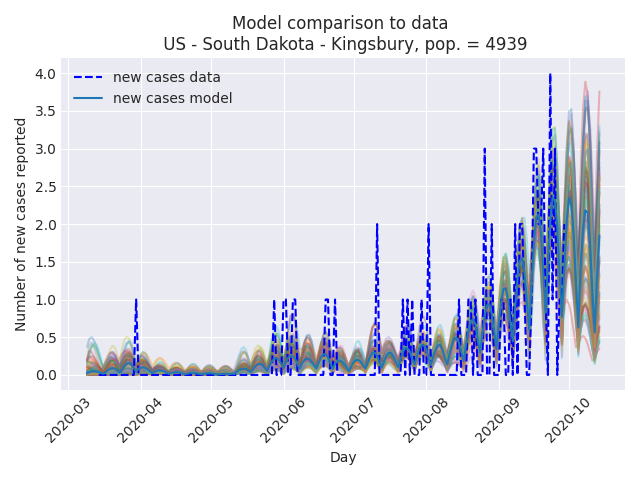 Model comparison to data
US - South Dakota - Kingsbury, pop. = 4939
new cases data
new cases model
Number of new cases reported
4.0
3.5
3.0
2.5
2.0
1.5
1.0
0.5
0.0
2020-03
2020-04
2020-05
2020-06
2020-07
2020-08
2020-09
2020-10
Day